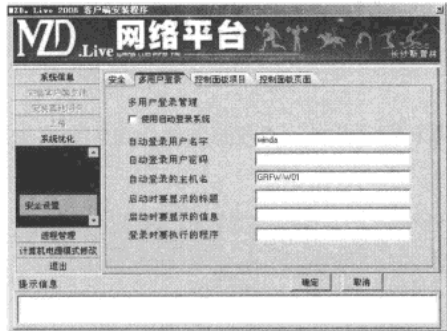 MZD. Live 2006 客户端安装程序
MZD.Live 网络平台
系统信息
系统优化
安全设置
进程管理
计算机电源模式修改
退出
安全 多用户登录 控制面板项目 控制面板页面
多用户登录管理
使用自动登录系统
自动登录用户名字 winda
自动登录用户密码
自动登录的主机名 GRFW-W01
启动时要显示的标题
启动时要显示的信息
登录时要执行的程序
提示信息 确定 取消